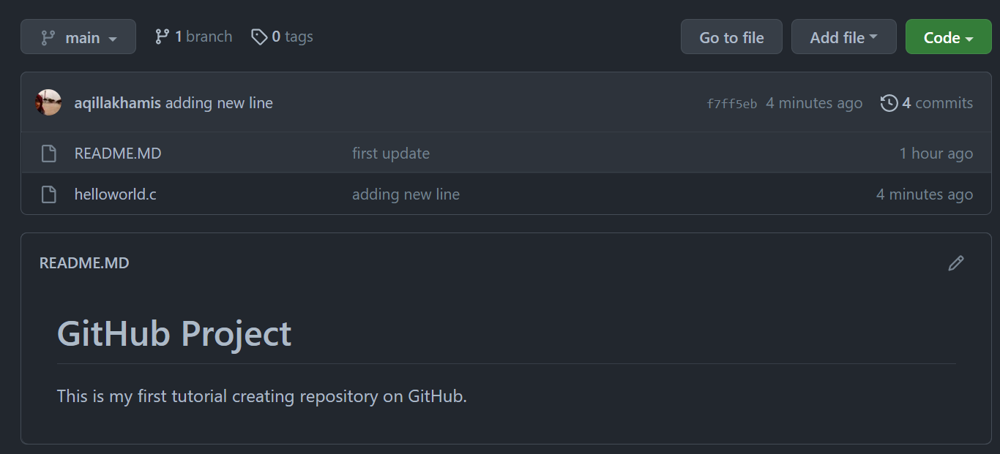 main 1 branch 0 tags Go to file Add file Code
aqillakhamis adding new line f7ff5eb 4 minutes ago 4 commits
README.MD first update 1 hour ago
helloworld.c adding new line 4 minutes ago
README.MD
GitHub Project
This is my first tutorial creating repository on GitHub.